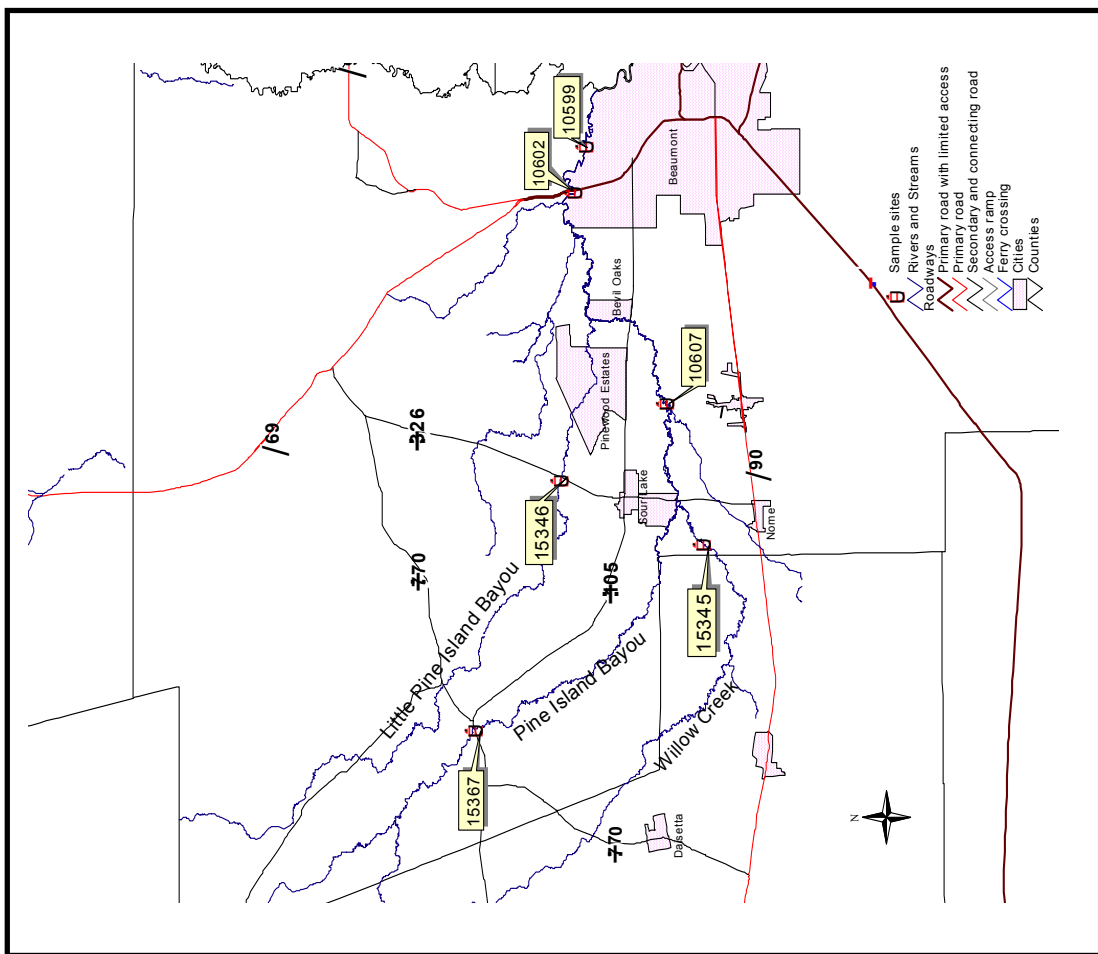 10599
10602
Beaumont
Bevil Oaks
Pinewood Estates
10607
69
326
15346
Sour Lake
90
Nome
770
105
15345
Little Pine Island Bayou
Pine Island Bayou
Willow Creek
15367
770
Daisetta
N
Sample sites
Rivers and Streams
Roadways
Primary road with limited access
Primary road
Secondary and connecting road
Access ramp
Ferry crossing
Cities
Counties